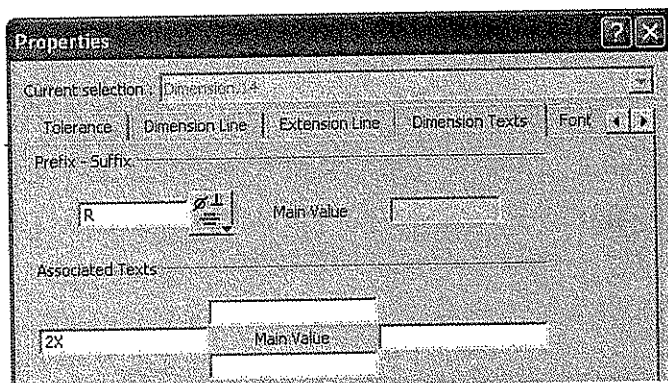 Properties
Current selection : Dimension.14
Tolerance Dimension Line Extension Line Dimension Texts Font
Prefix - Suffix
R Main Value
Associated Texts
2X Main Value